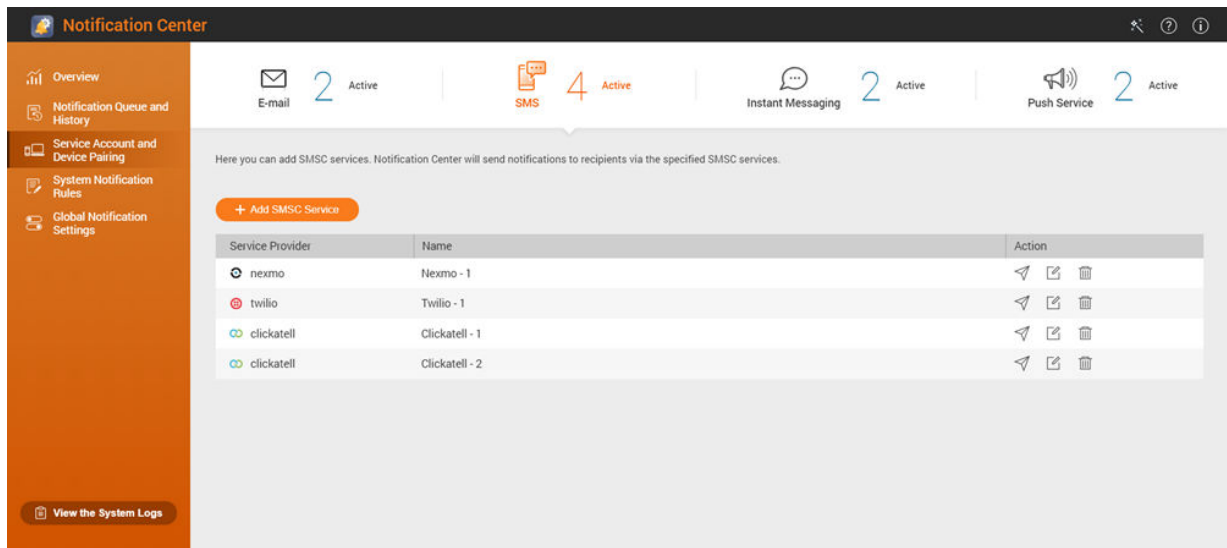 Notification Center
Overview
Notification Queue and
History
Service Account and
Device Pairing
System Notification
Rules
Global Notification
Settings
View the System Logs
E-mail
2 Active
SMS
4 Active
Instant Messaging
2 Active
Push Service
2 Active
Here you can add SMSC services. Notification Center will send notifications to recipients via the specified SMSC services.
+ Add SMSC Service
Service Provider Name Action
nexmo Nexmo - 1
twilio Twilio - 1
clickatell Clickatell - 1
clickatell Clickatell - 2